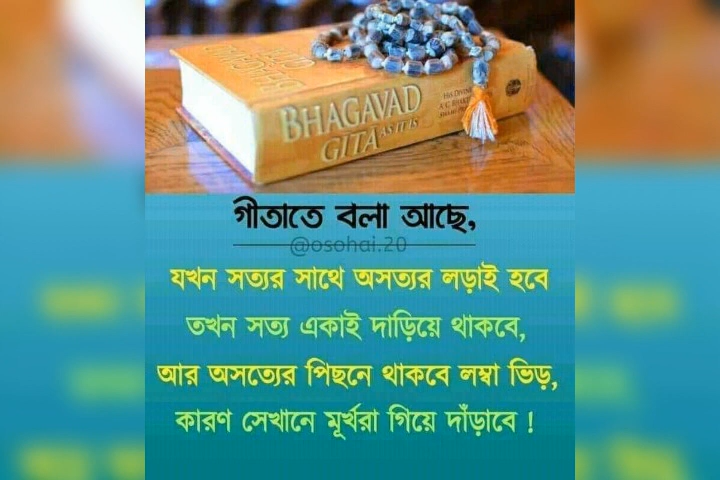 BHAGAVAD
GITA AS IT IS
গীতাতে বলা আছে,
@osohai.20
যখন সত্যর সাথে অসত্যর লড়াই হবে
তখন সত্য একাই দাড়িয়ে থাকবে,
আর অসত্যের পিছনে থাকবে লম্বা ভিড়,
কারণ সেখানে মূর্খরা গিয়ে দাঁড়াবে !